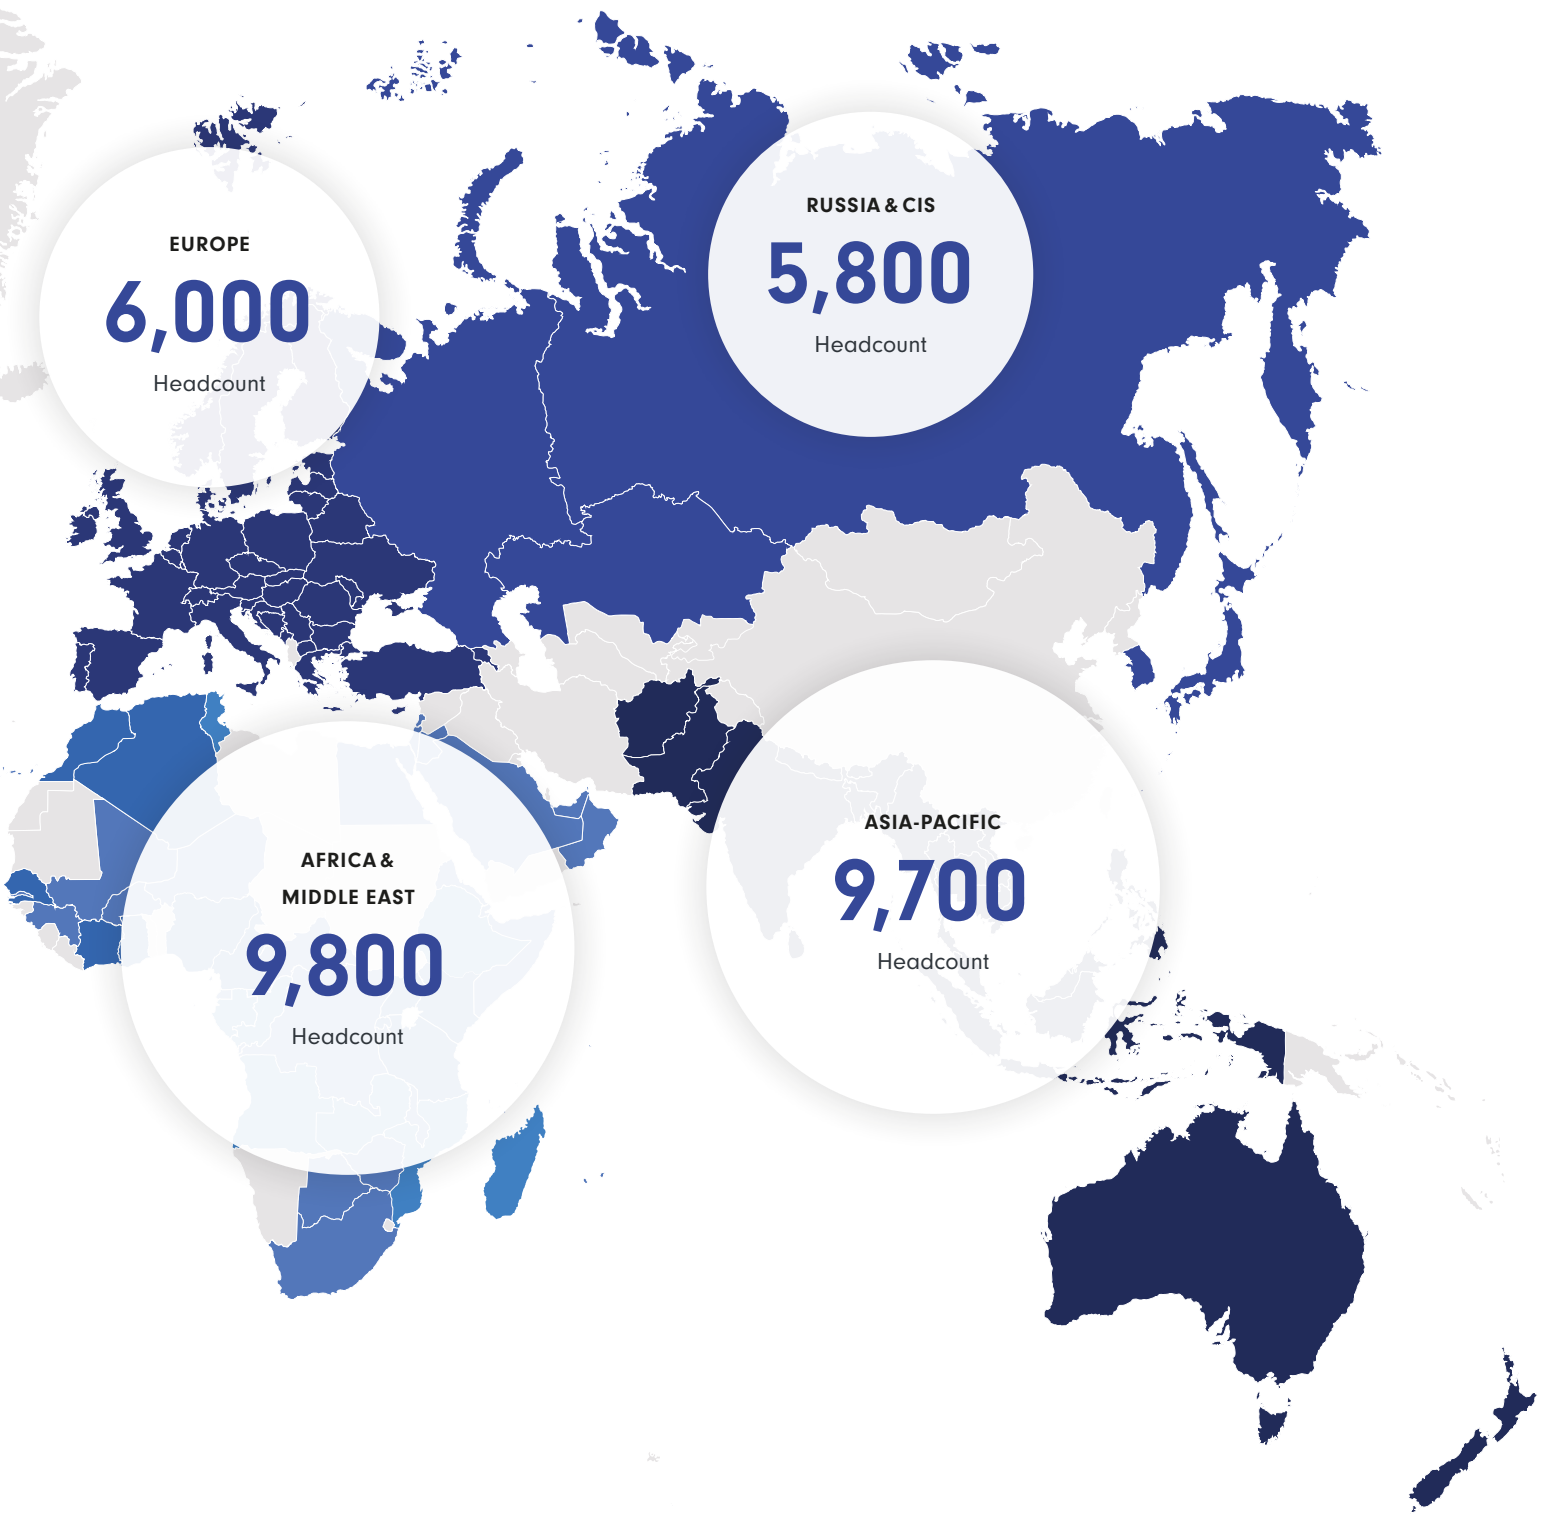 RUSSIA & CIS
5,800
Headcount
EUROPE
6,000
Headcount
ASIA-PACIFIC
9,700
Headcount
AFRICA &
MIDDLE EAST
9,800
Headcount